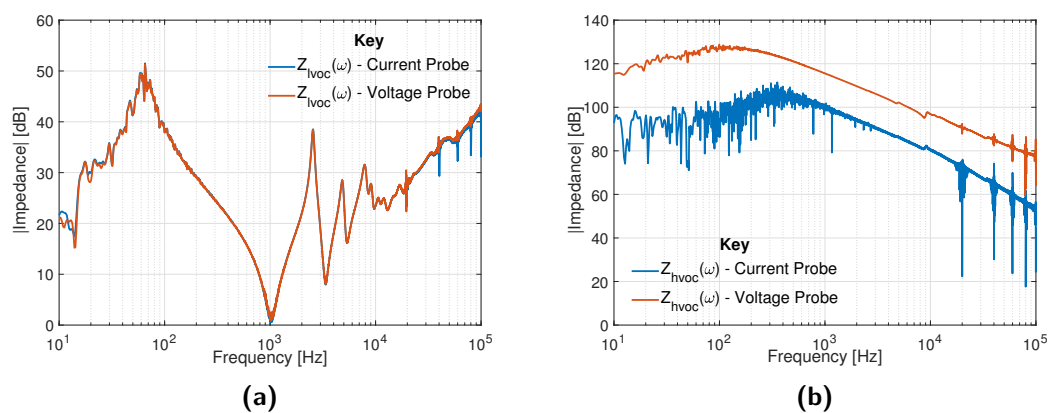 60
50
40
30
20
10
0
|Impedance| [dB]
Key
Z_lvoc(ω) - Current Probe
Z_lvoc(ω) - Voltage Probe
10^1
10^2
10^3
10^4
10^5
Frequency [Hz]
(a)
140
120
100
80
60
40
20
0
|Impedance| [dB]
Key
Z_hvoc(ω) - Current Probe
Z_hvoc(ω) - Voltage Probe
10^1
10^2
10^3
10^4
10^5
Frequency [Hz]
(b)